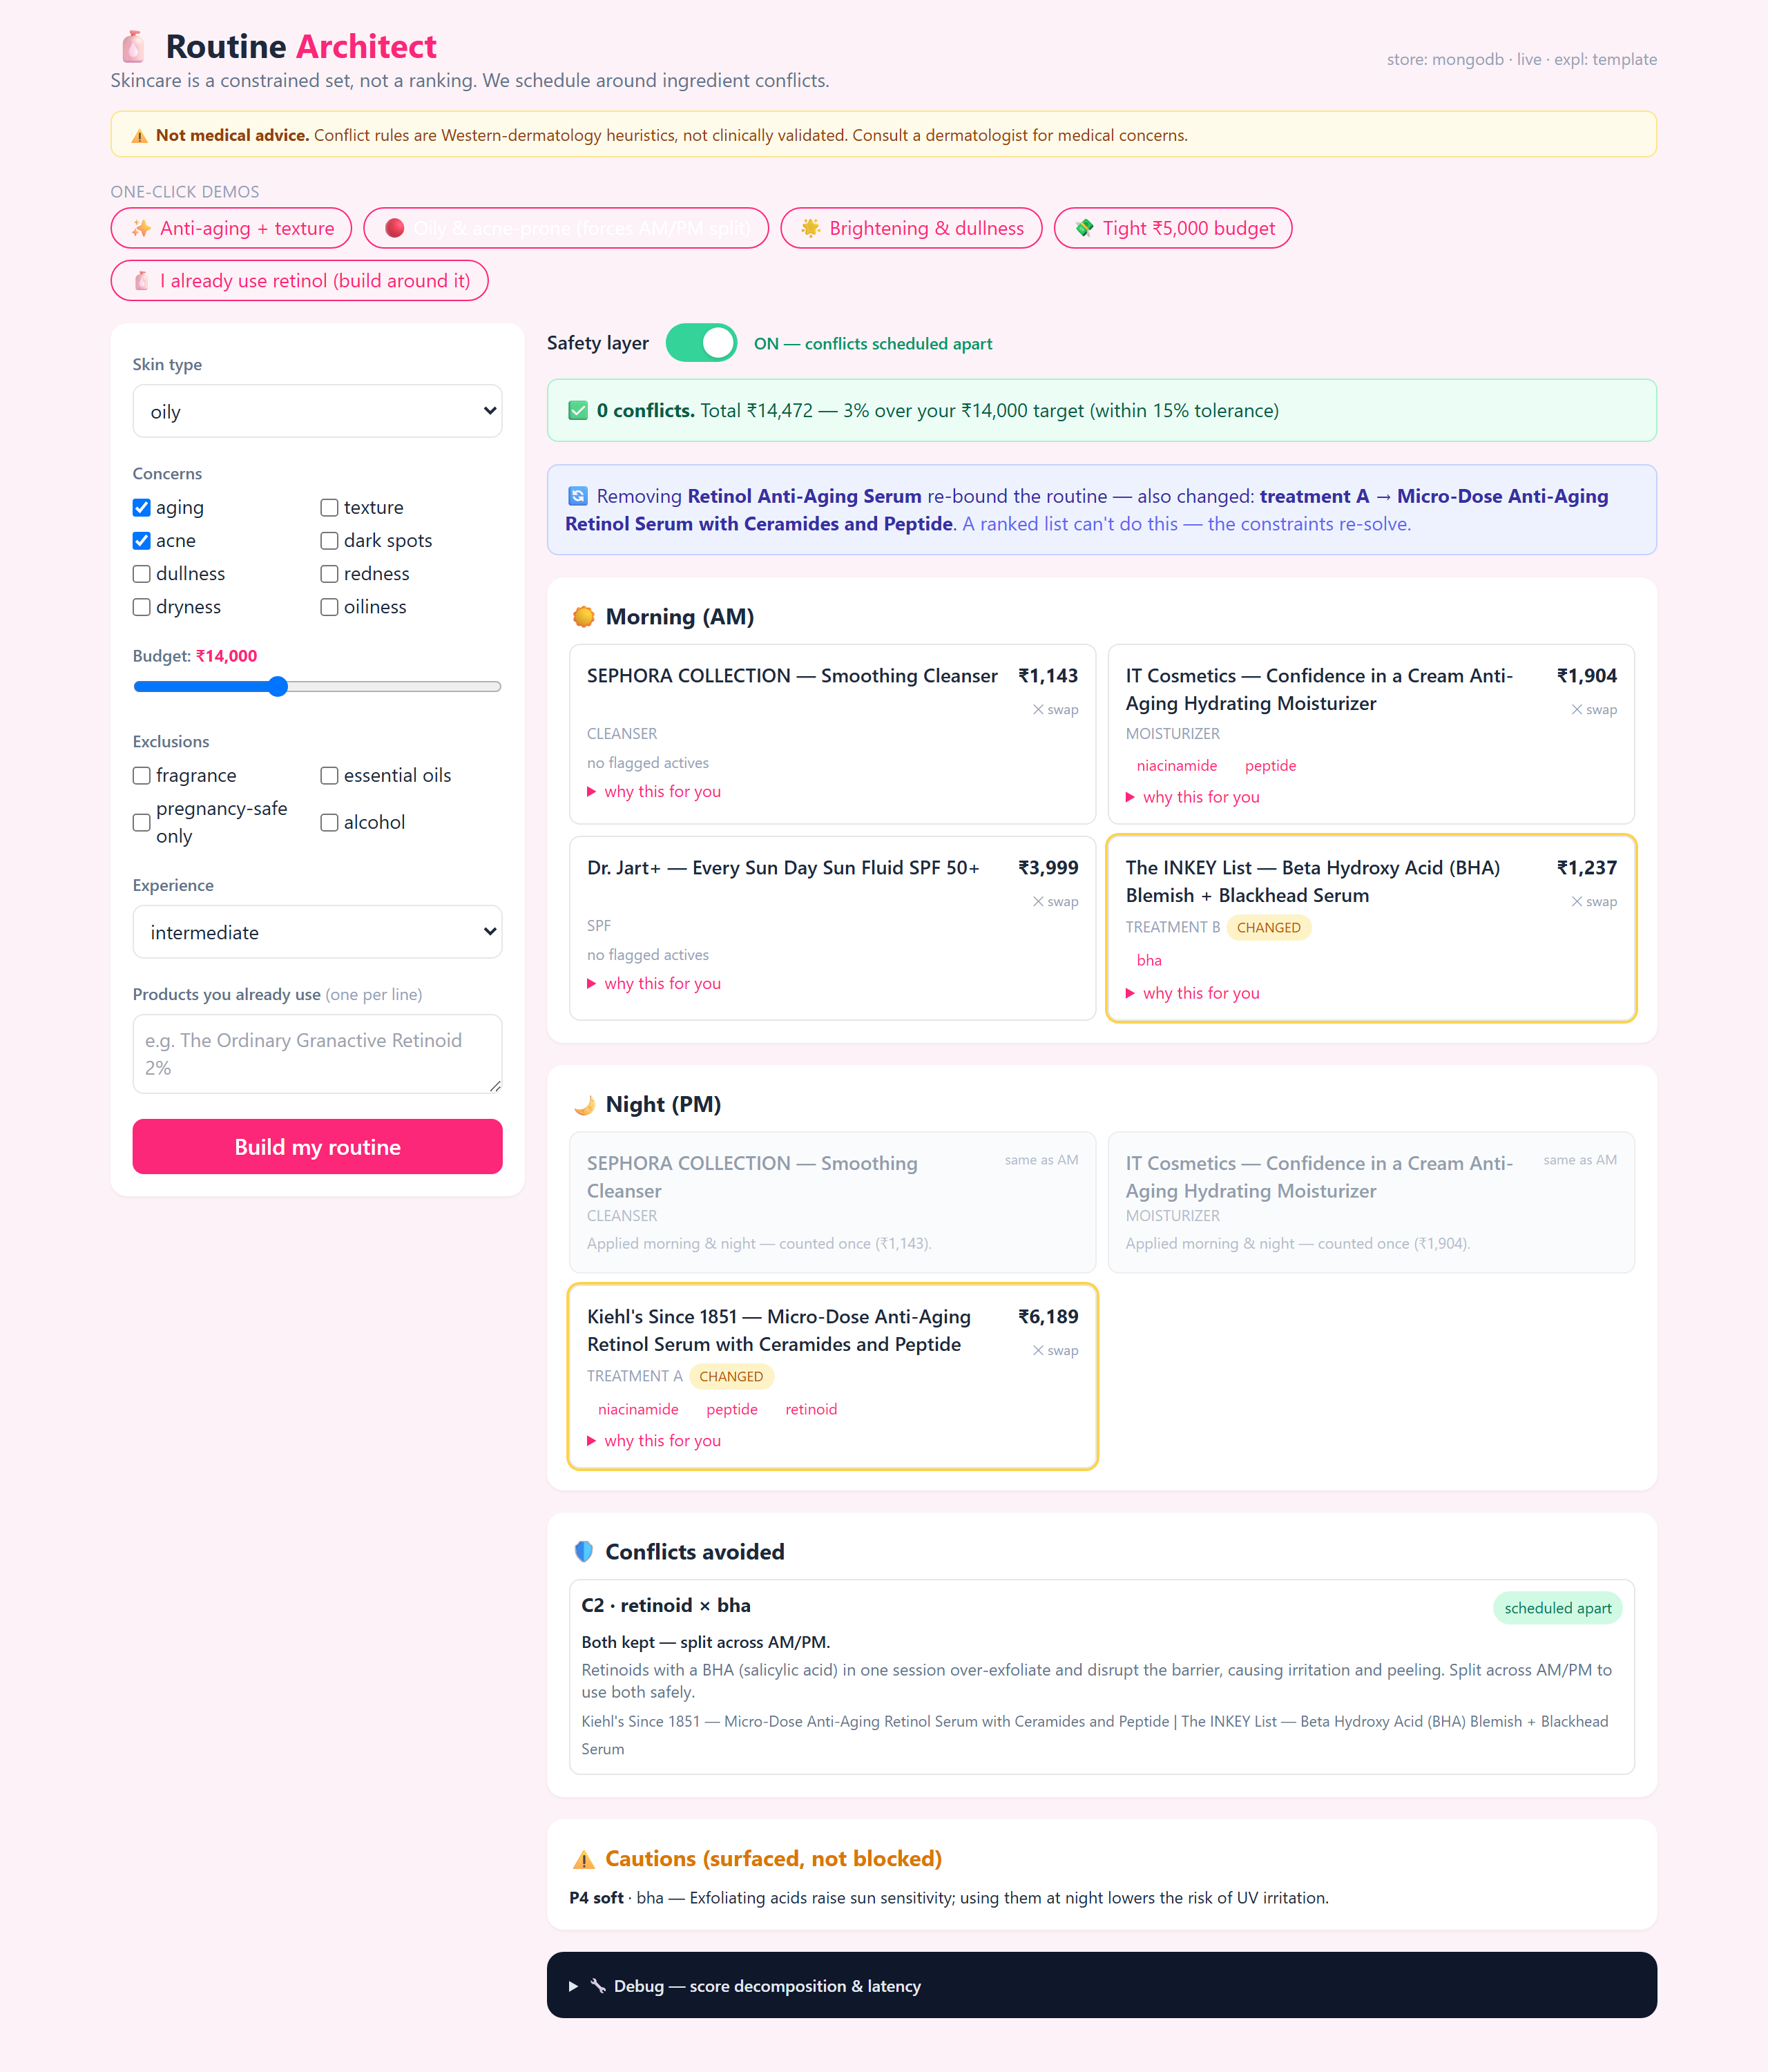 Routine Architect
Skincare is a constrained set, not a ranking. We schedule around ingredient conflicts.
store: mongodb · live · expl: template
⚠️ Not medical advice. Conflict rules are Western-dermatology heuristics, not clinically validated. Consult a dermatologist for medical concerns.
ONE-CLICK DEMOS
✨ Anti-aging + texture
🔴 Oily & acne-prone (forces AM/PM split)
🌟 Brightening & dullness
💸 Tight ₹5,000 budget
🧴 I already use retinol (build around it)
Skin type
oily
Concerns
aging
texture
acne
dark spots
dullness
redness
dryness
oiliness
Budget: ₹14,000
Exclusions
fragrance
essential oils
pregnancy-safe
only
alcohol
Experience
intermediate
Products you already use (one per line)
e.g. The Ordinary Granactive Retinoid
2%
Build my routine
Safety layer
ON — conflicts scheduled apart
✅ 0 conflicts. Total ₹14,472 — 3% over your ₹14,000 target (within 15% tolerance)
🔄 Removing Retinol Anti-Aging Serum re-bound the routine — also changed: treatment A → Micro-Dose Anti-Aging
Retinol Serum with Ceramides and Peptide. A ranked list can't do this — the constraints re-solve.
Morning (AM)
SEPHORA COLLECTION — Smoothing Cleanser
₹1,143
✕ swap
CLEANSER
no flagged actives
▶ why this for you
IT Cosmetics — Confidence in a Cream Anti-
Aging Hydrating Moisturizer
₹1,904
✕ swap
MOISTURIZER
niacinamide
peptide
▶ why this for you
Dr. Jart+ — Every Sun Day Sun Fluid SPF 50+
₹3,999
✕ swap
SPF
no flagged actives
▶ why this for you
The INKEY List — Beta Hydroxy Acid (BHA)
Blemish + Blackhead Serum
₹1,237
✕ swap
TREATMENT B CHANGED
bha
▶ why this for you
Night (PM)
SEPHORA COLLECTION — Smoothing
Cleanser
same as AM
CLEANSER
Applied morning & night — counted once (₹1,143).
IT Cosmetics — Confidence in a Cream Anti-
Aging Hydrating Moisturizer
same as AM
MOISTURIZER
Applied morning & night — counted once (₹1,904).
Kiehl's Since 1851 — Micro-Dose Anti-Aging
Retinol Serum with Ceramides and Peptide
₹6,189
✕ swap
TREATMENT A CHANGED
niacinamide
peptide
retinoid
▶ why this for you
Conflicts avoided
C2 · retinoid × bha
scheduled apart
Both kept — split across AM/PM.
Retinoids with a BHA (salicylic acid) in one session over-exfoliate and disrupt the barrier, causing irritation and peeling. Split across AM/PM to
use both safely.
Kiehl's Since 1851 — Micro-Dose Anti-Aging Retinol Serum with Ceramides and Peptide | The INKEY List — Beta Hydroxy Acid (BHA) Blemish + Blackhead
Serum
Cautions (surfaced, not blocked)
P4 soft · bha — Exfoliating acids raise sun sensitivity; using them at night lowers the risk of UV irritation.
▶ 🔧 Debug — score decomposition & latency